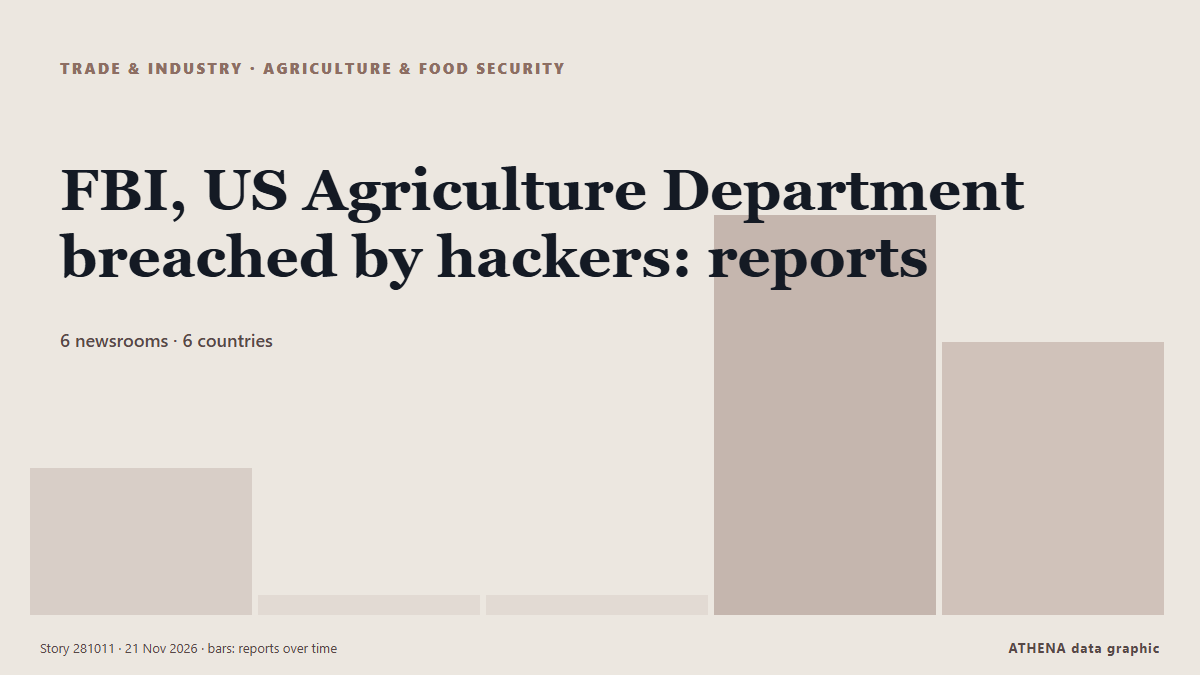 TRADE & INDUSTRY · AGRICULTURE & FOOD SECURITY
FBI, US Agriculture Department
breached by hackers: reports
6 newsrooms · 6 countries
Story 281011 · 21 Nov 2026 · bars: reports over time
ATHENA data graphic